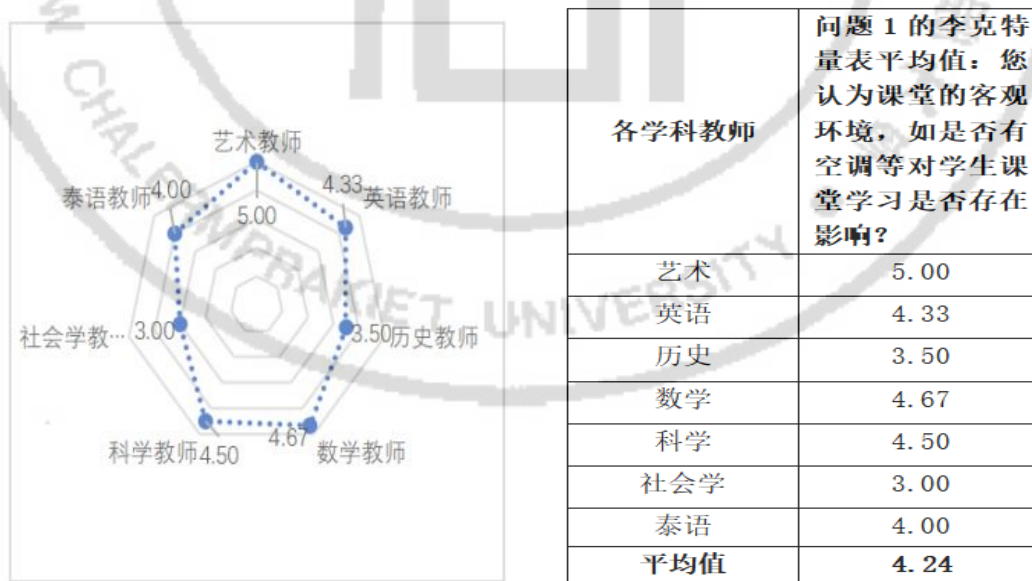 艺术教师
泰语教师 4.00
4.33 英语教师
5.00
社会学教… 3.00
3.50 历史教师
科学教师 4.50
4.67 数学教师
各学科教师
问题 1 的李克特
量表平均值：您
认为课堂的客观
环境，如是否有
空调等对学生课
堂学习是否存在
影响？
艺术 5.00
英语 4.33
历史 3.50
数学 4.67
科学 4.50
社会学 3.00
泰语 4.00
平均值 4.24
UNIVERSITY